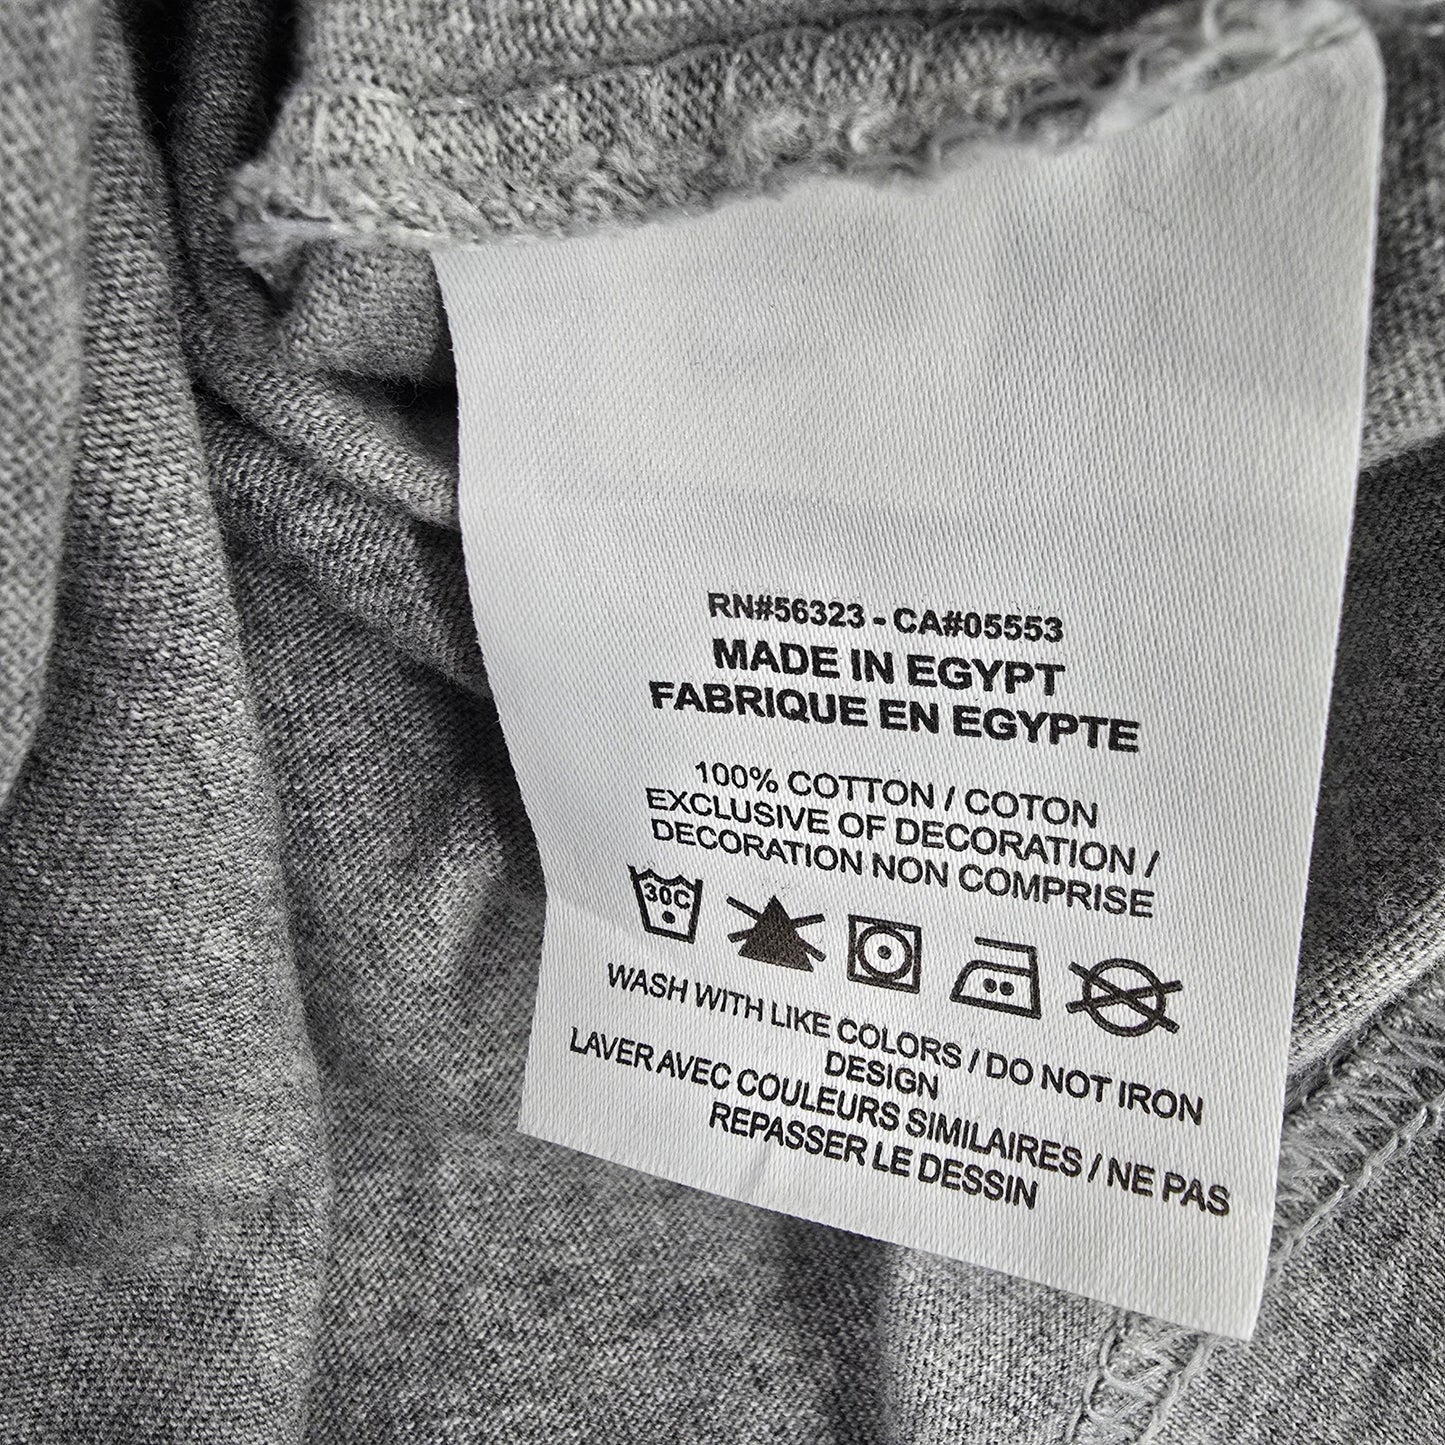 RN#56323 - CA#05553
MADE IN EGYPT
FABRIQUE EN EGYPTE
100% COTTON / COTON
EXCLUSIVE OF DECORATION /
DECORATION NON COMPRISE
30C
WASH WITH LIKE COLORS / DO NOT IRON
DESIGN
LAVER AVEC COULEURS SIMILAIRES / NE PAS
REPASSER LE DESSIN